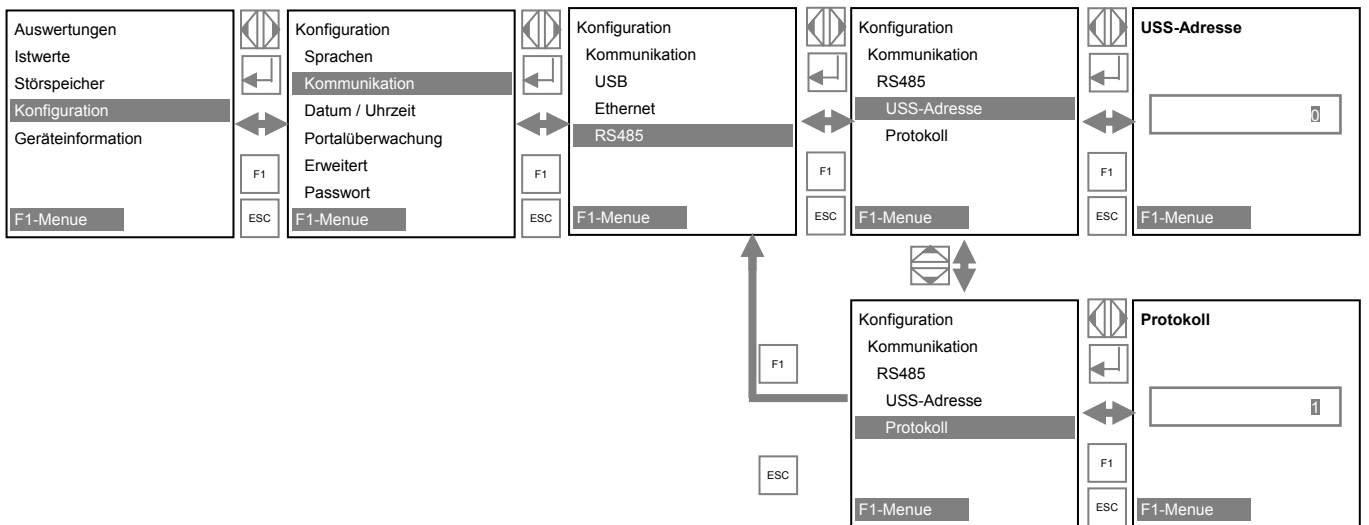 Auswertungen
Istwerte
Störspeicher
Konfiguration
Geräteinformation
F1-Menue
F1
ESC
Konfiguration
Sprachen
Kommunikation
Datum / Uhrzeit
Portalüberwachung
Erweitert
Passwort
F1-Menue
F1
ESC
Konfiguration
Kommunikation
USB
Ethernet
RS485
F1-Menue
F1
ESC
Konfiguration
Kommunikation
RS485
USS-Adresse
Protokoll
F1-Menue
F1
ESC
USS-Adresse
0
F1-Menue
F1
ESC
Konfiguration
Kommunikation
RS485
USS-Adresse
Protokoll
F1-Menue
F1
ESC
Protokoll
1
F1-Menue